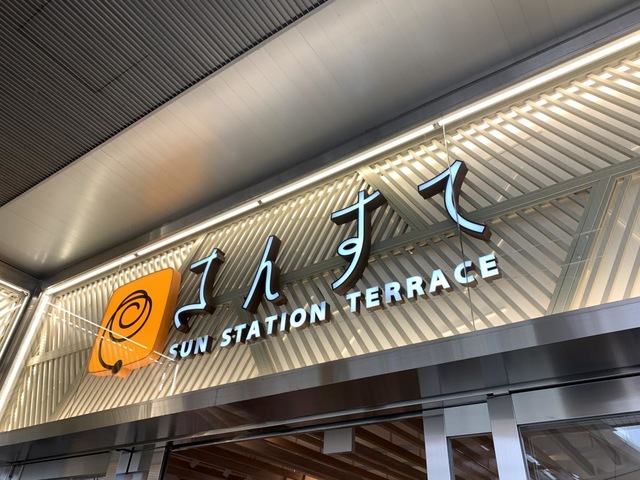 さんすて
SUN STATION TERRACE